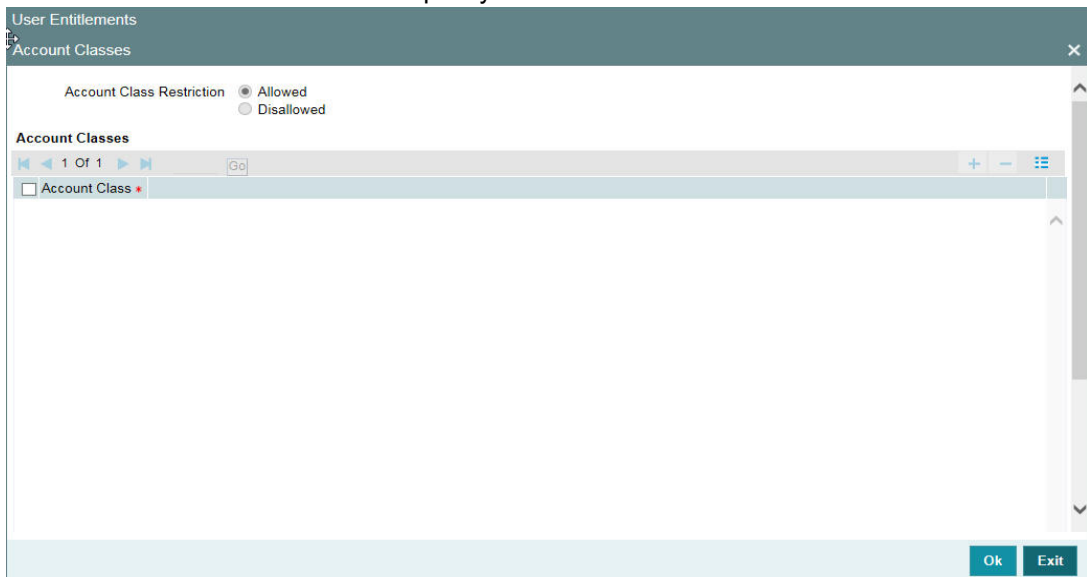 User Entitlements
Account Classes
Account Class Restriction Allowed
Disallowed
Account Classes
1 Of 1 Go
Account Class *
Ok Exit